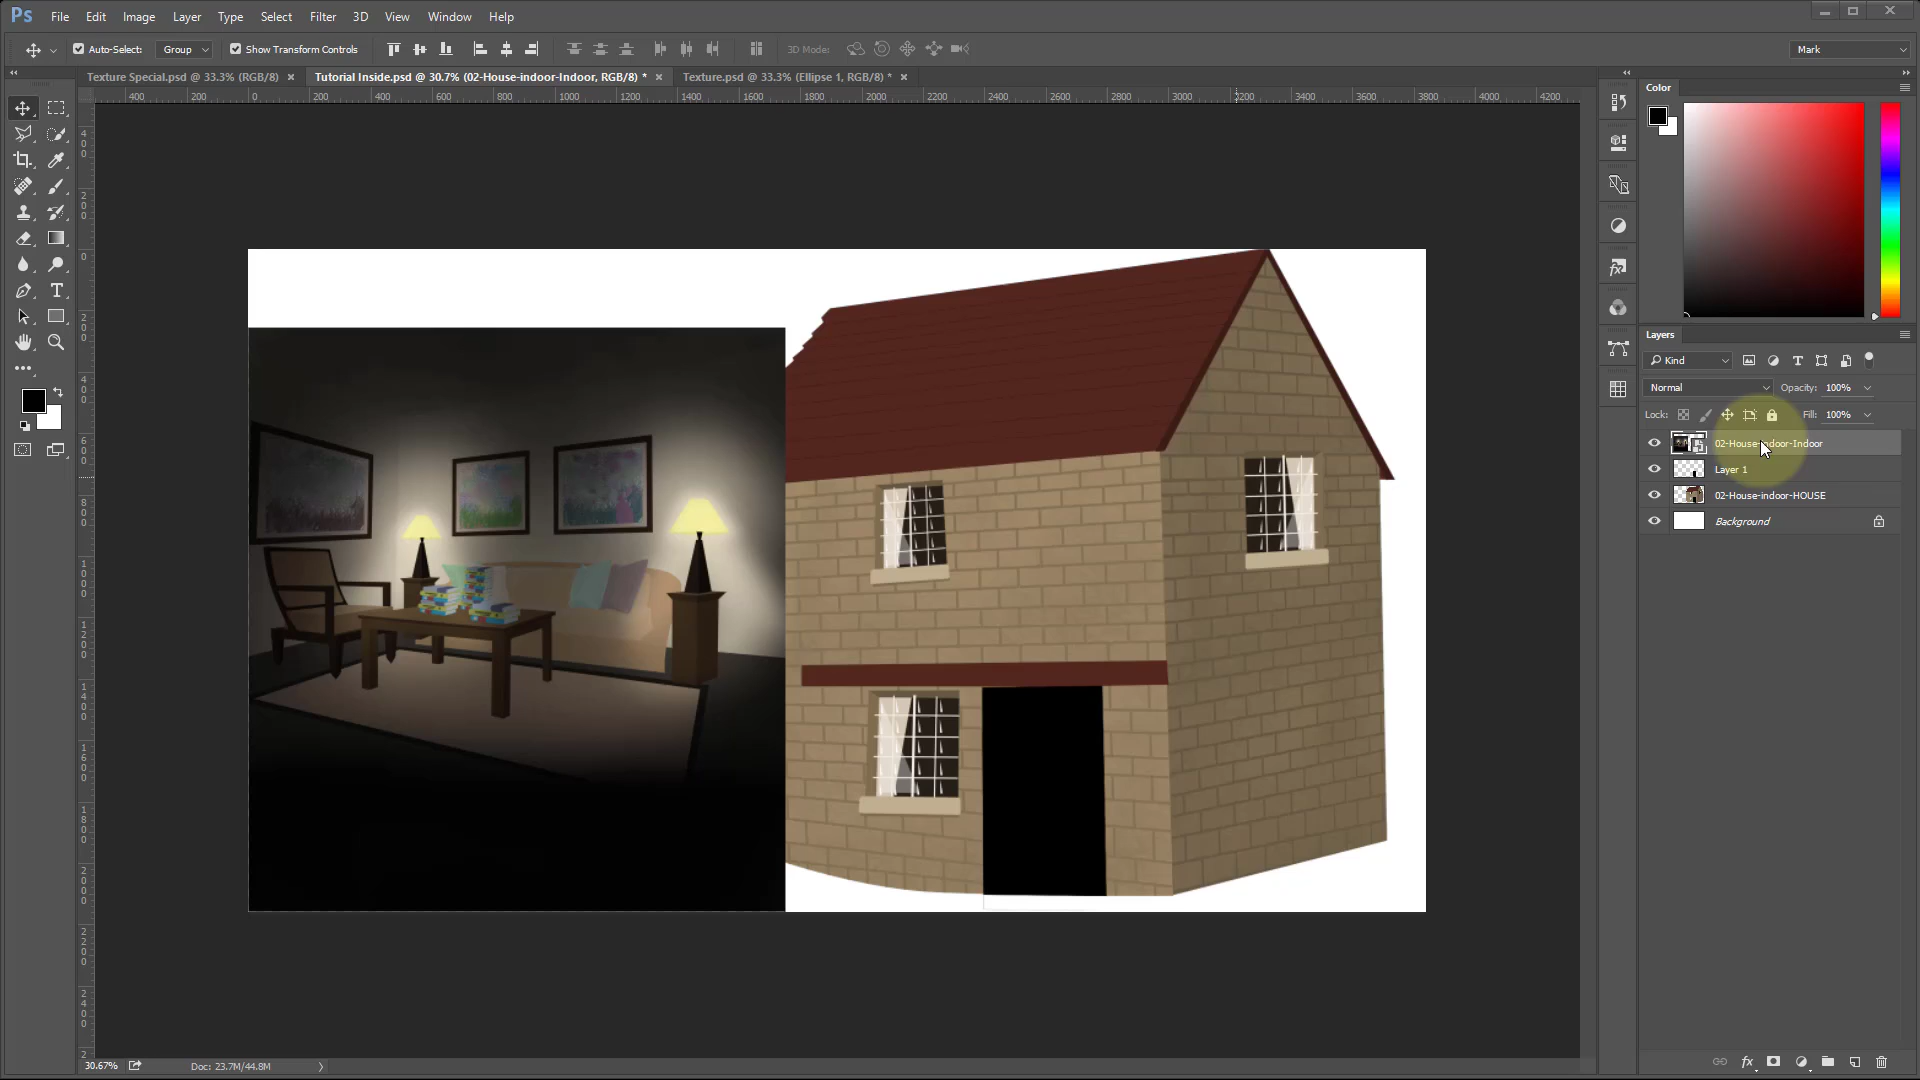 Ps File Edit Image Layer Type Select Filter 3D View Window Help
Auto-Select: Group Show Transform Controls 3D Mode: Mark
Texture Special.psd @ 33.3% (RGB/8) Tutorial Inside.psd @ 30.7% (02-House-indoor-Indoor, RGB/8) * Texture.psd @ 33.3% (Ellipse 1, RGB/8) *
400 200 0 200 400 600 800 1000 1200 1400 1600 1800 2000 2200 2400 2600 2800 3000 3200 3400 3600 3800 4000 4200
Color
Layers
Kind
Normal Opacity: 100%
Lock: Fill: 100%
02-House-indoor-Indoor
Layer 1
02-House-indoor-HOUSE
Background
30.67% Doc: 23.7M/44.8M